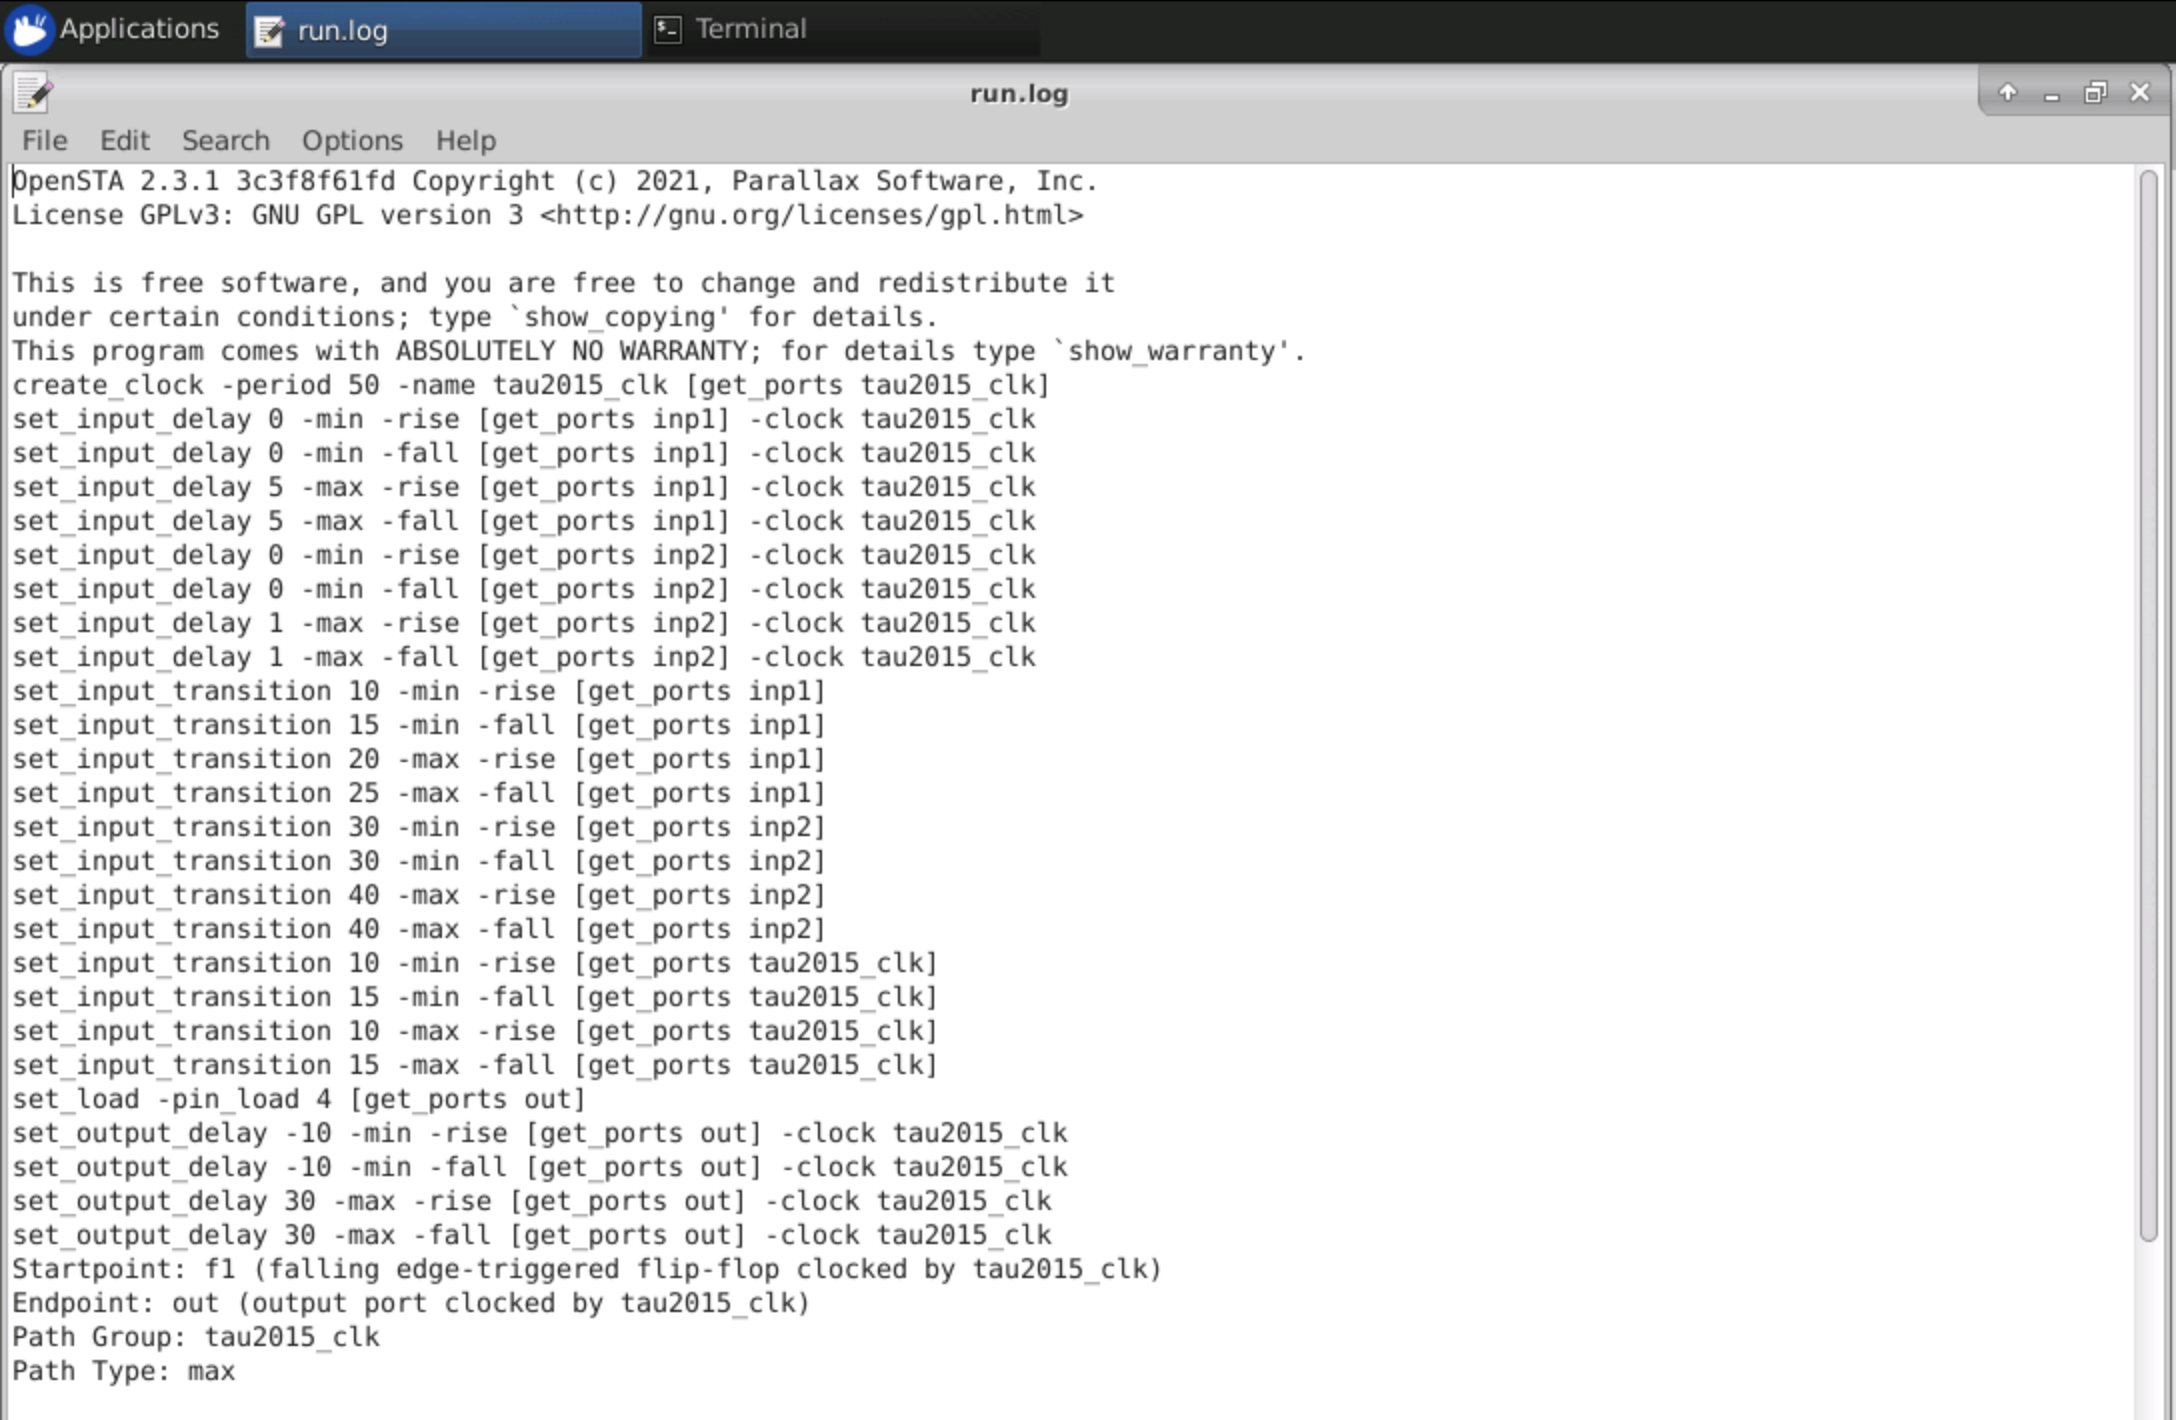 Applications
run.log
Terminal
run.log
File Edit Search Options Help
OpenSTA 2.3.1 3c3f8f61fd Copyright (c) 2021, Parallax Software, Inc.
License GPLv3: GNU GPL version 3 <http://gnu.org/licenses/gpl.html>

This is free software, and you are free to change and redistribute it
under certain conditions; type `show_copying' for details.
This program comes with ABSOLUTELY NO WARRANTY; for details type `show_warranty'.
create_clock -period 50 -name tau2015_clk [get_ports tau2015_clk]
set_input_delay 0 -min -rise [get_ports inp1] -clock tau2015_clk
set_input_delay 0 -min -fall [get_ports inp1] -clock tau2015_clk
set_input_delay 5 -max -rise [get_ports inp1] -clock tau2015_clk
set_input_delay 5 -max -fall [get_ports inp1] -clock tau2015_clk
set_input_delay 0 -min -rise [get_ports inp2] -clock tau2015_clk
set_input_delay 0 -min -fall [get_ports inp2] -clock tau2015_clk
set_input_delay 1 -max -rise [get_ports inp2] -clock tau2015_clk
set_input_delay 1 -max -fall [get_ports inp2] -clock tau2015_clk
set_input_transition 10 -min -rise [get_ports inp1]
set_input_transition 15 -min -fall [get_ports inp1]
set_input_transition 20 -max -rise [get_ports inp1]
set_input_transition 25 -max -fall [get_ports inp1]
set_input_transition 30 -min -rise [get_ports inp2]
set_input_transition 30 -min -fall [get_ports inp2]
set_input_transition 40 -max -rise [get_ports inp2]
set_input_transition 40 -max -fall [get_ports inp2]
set_input_transition 10 -min -rise [get_ports tau2015_clk]
set_input_transition 15 -min -fall [get_ports tau2015_clk]
set_input_transition 10 -max -rise [get_ports tau2015_clk]
set_input_transition 15 -max -fall [get_ports tau2015_clk]
set_load -pin_load 4 [get_ports out]
set_output_delay -10 -min -rise [get_ports out] -clock tau2015_clk
set_output_delay -10 -min -fall [get_ports out] -clock tau2015_clk
set_output_delay 30 -max -rise [get_ports out] -clock tau2015_clk
set_output_delay 30 -max -fall [get_ports out] -clock tau2015_clk
Startpoint: f1 (falling edge-triggered flip-flop clocked by tau2015_clk)
Endpoint: out (output port clocked by tau2015_clk)
Path Group: tau2015_clk
Path Type: max